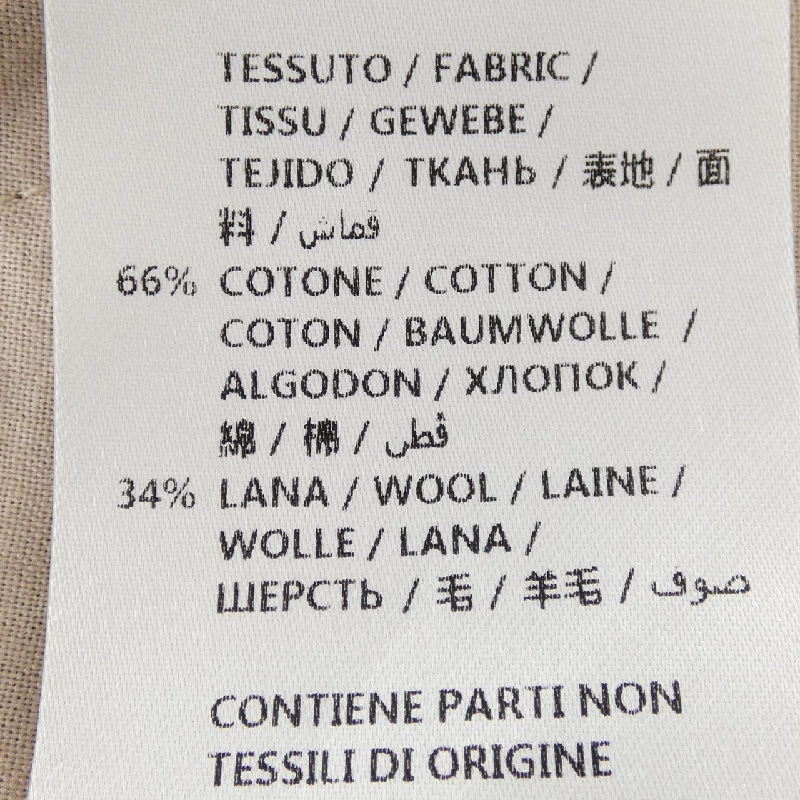 TESSUTO / FABRIC /
TISSU / GEWEBE /
TEJIDO / ТКАНЬ / 表地 / 面
料 / قماش
66% COTONE / COTTON /
COTON / BAUMWOLLE /
ALGODON / ХЛОПОК /
綿 / 棉 / قطن
34% LANA / WOOL / LAINE /
WOLLE / LANA /
ШЕРСТЬ / 毛 / 羊毛 / صوف
CONTIENE PARTI NON
TESSILI DI ORIGINE